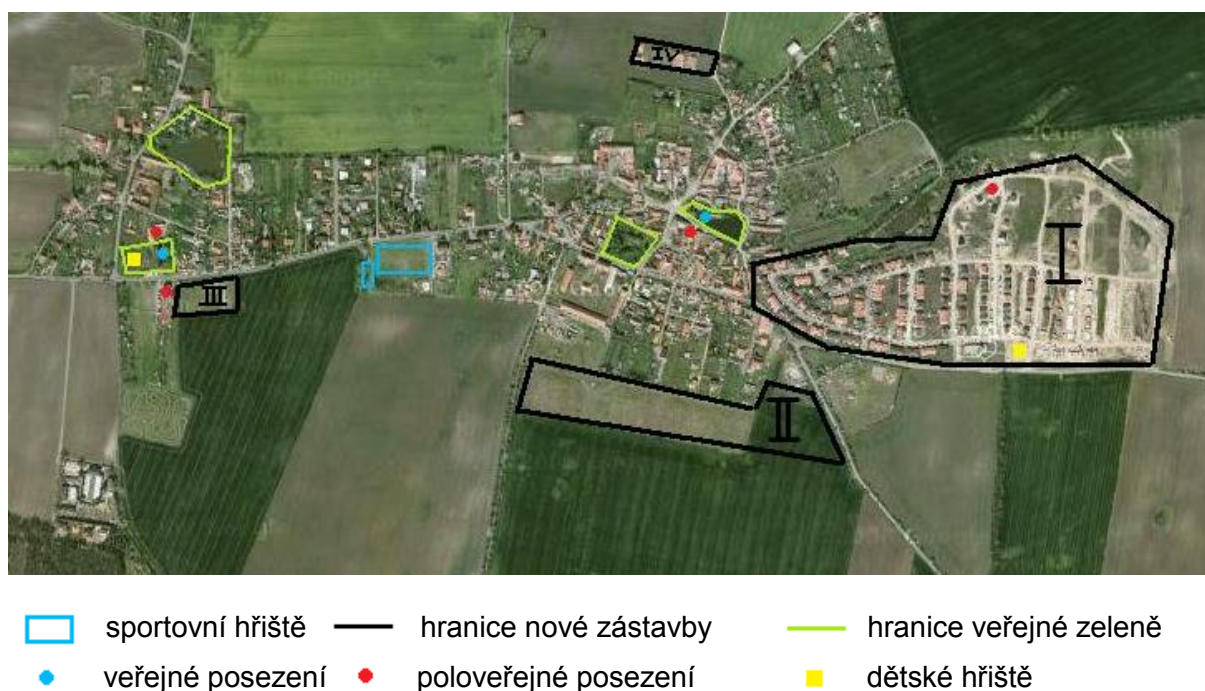 IV
I
III
II
sportovní hřiště hranice nové zástavby hranice veřejné zeleně
veřejné posezení poloveřejné posezení dětské hřiště